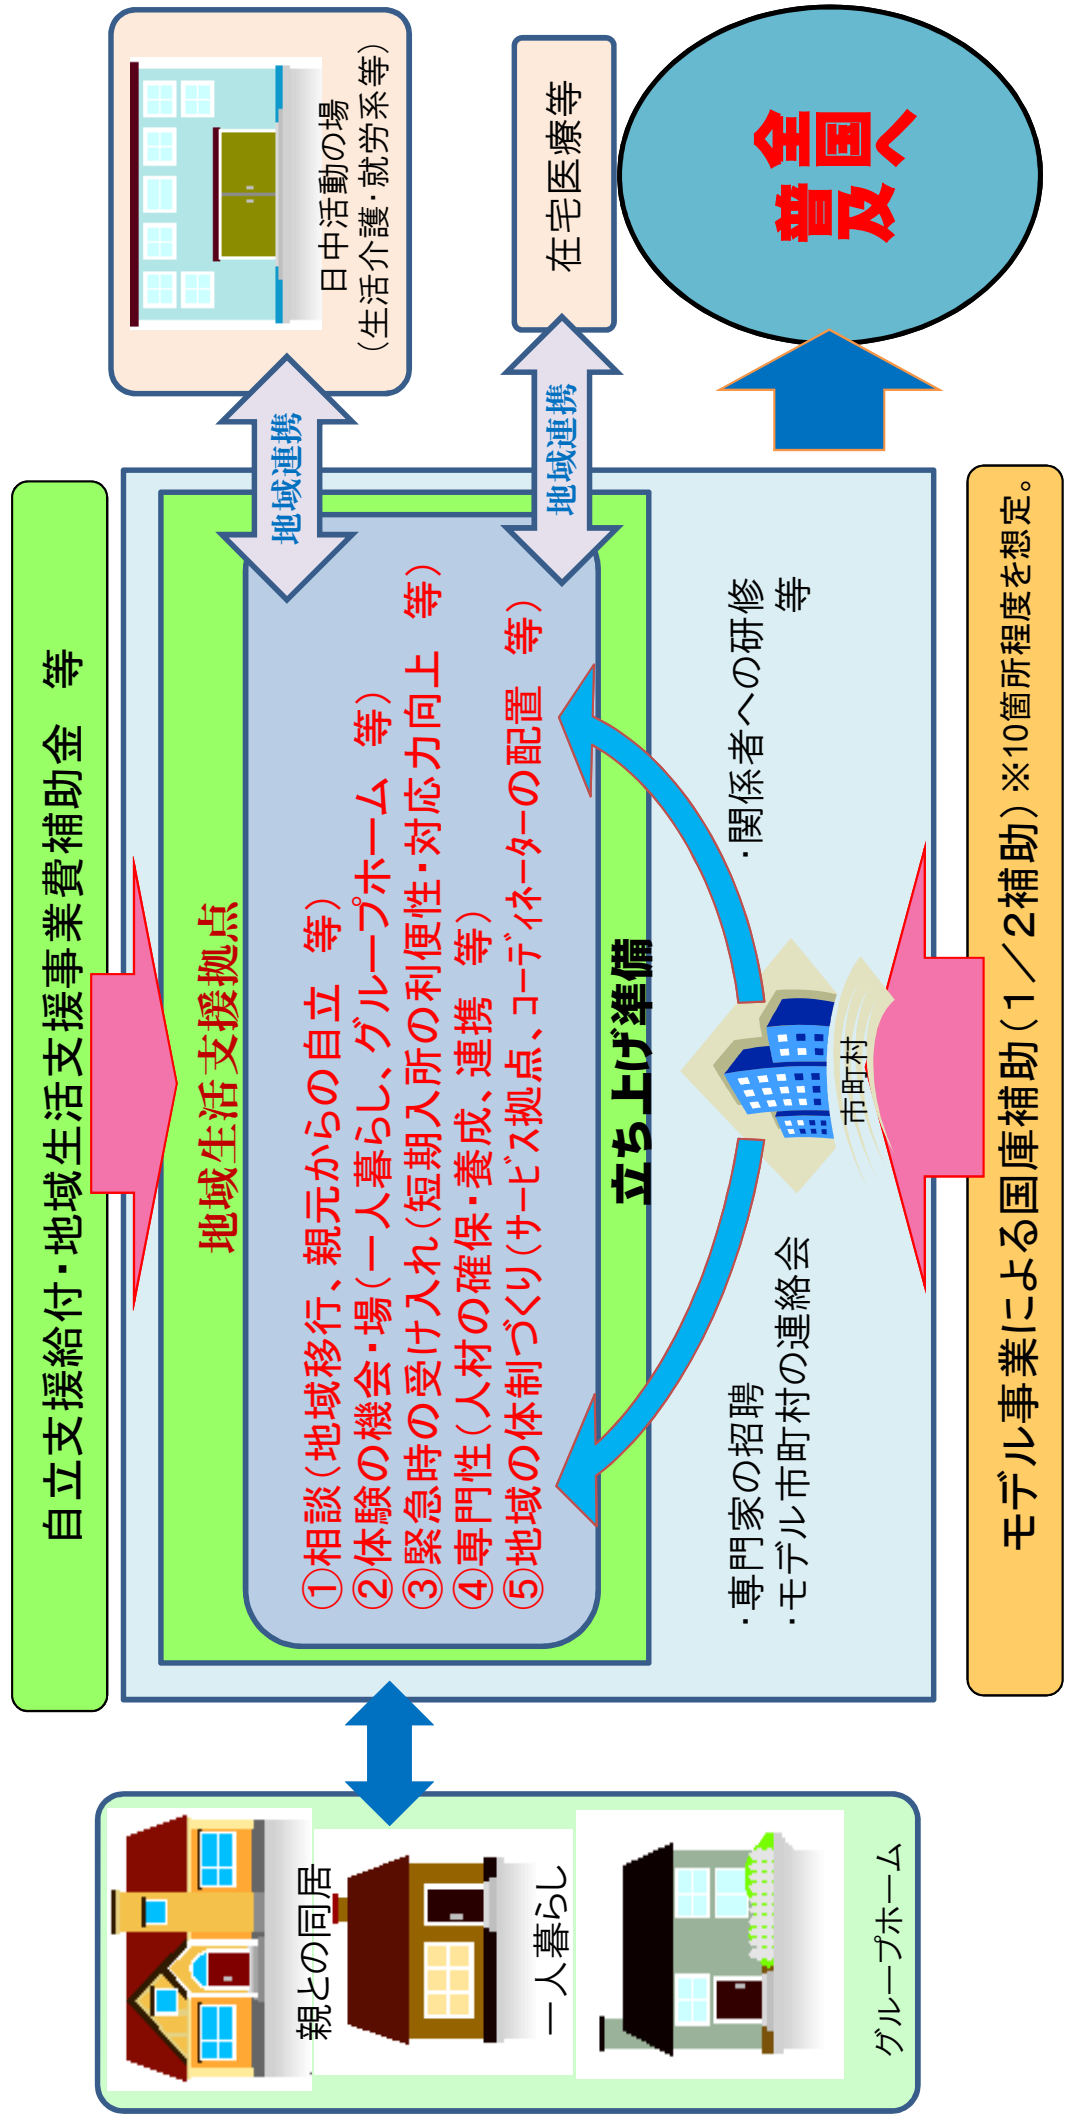 自立支援給付・地域生活支援事業費補助金　等
地域生活支援拠点
①相談（地域移行、親元からの自立　等）
②体験の機会・場（一人暮らし、グループホーム　等）
③緊急時の受け入れ（短期入所の利便性・対応力向上　等）
④専門性（人材の確保・養成、連携　等）
⑤地域の体制づくり（サービス拠点、コーディネーターの配置　等）
立ち上げ準備
・専門家の招聘
・モデル市町村の連絡会
・関係者への研修
等
市町村
モデル事業による国庫補助（１／２補助）※10箇所程度を想定。
親との同居
一人暮らし
グループホーム
地域連携
日中活動の場
（生活介護・就労系等）
地域連携
在宅医療等
全国へ
普及